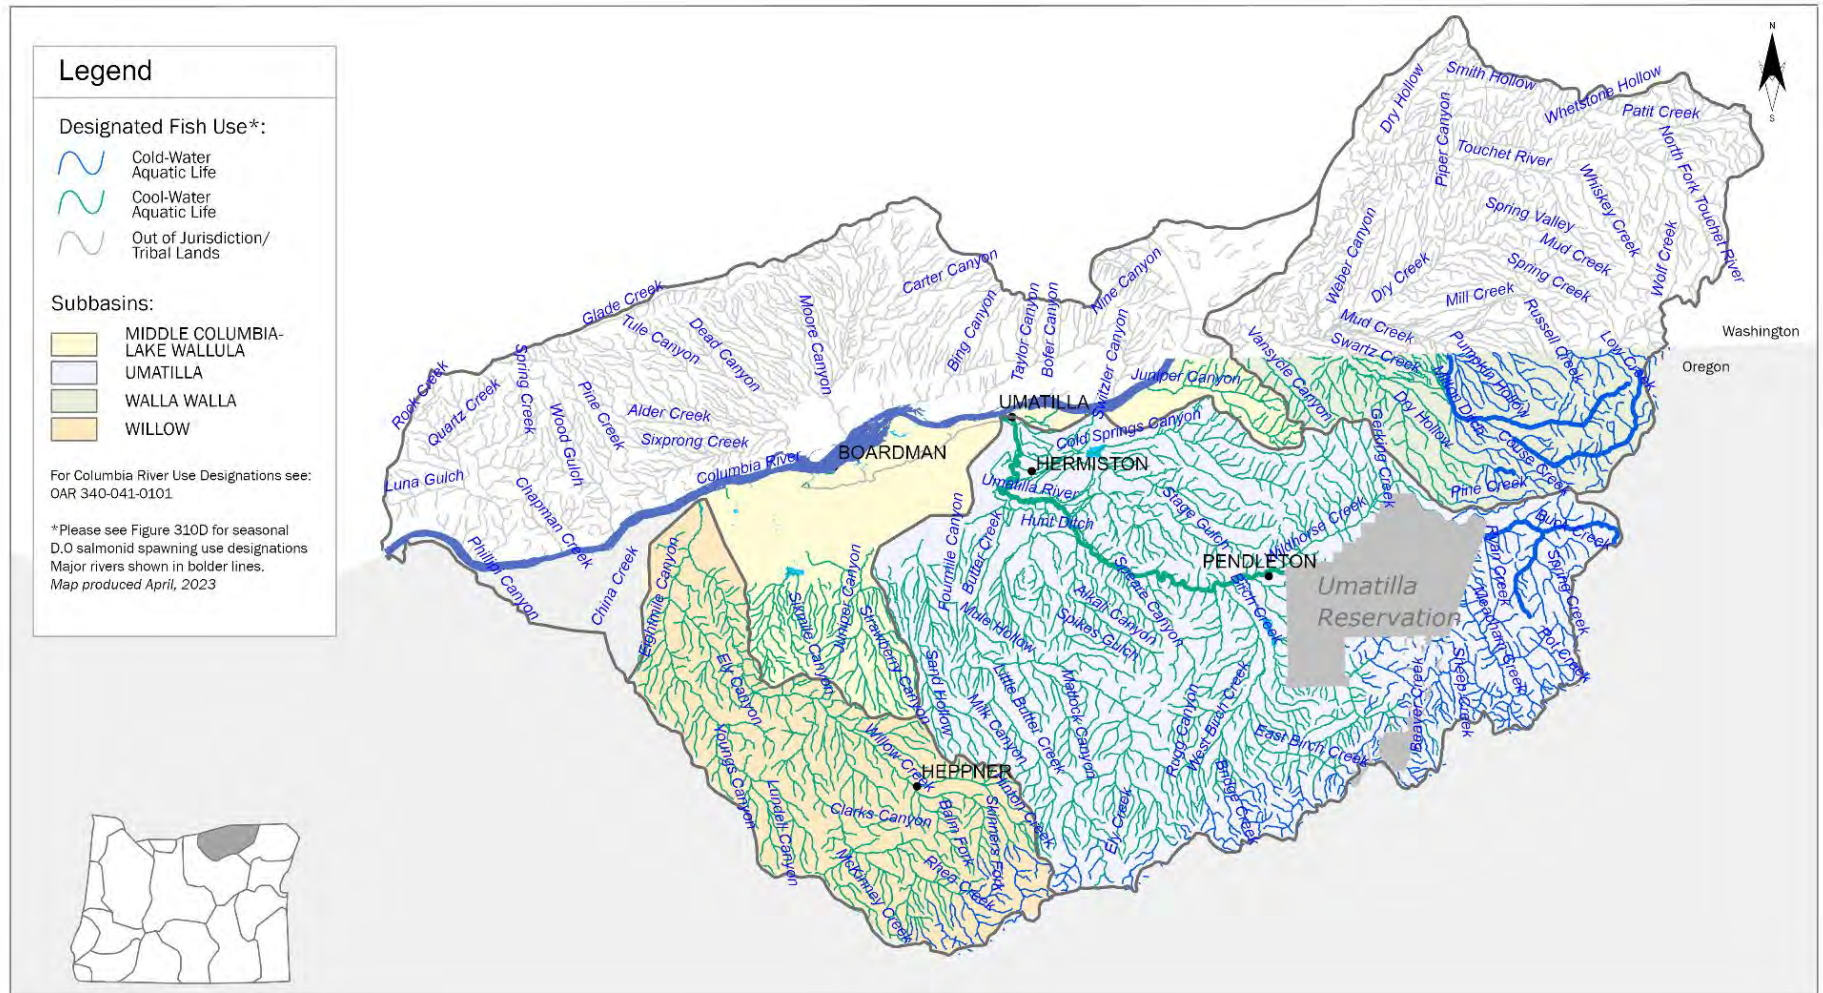 Legend
Designated Fish Use*:
Cold-Water
Aquatic Life
Cool-Water
Aquatic Life
Out of Jurisdiction/
Tribal Lands
Subbasins:
MIDDLE COLUMBIA-
LAKE WALLULA
UMATILLA
WALLA WALLA
WILLOW
For Columbia River Use Designations see:
OAR 340-041-0101
*Please see Figure 310D for seasonal
D.O salmonid spawning use designations
Major rivers shown in bolder lines.
Map produced April, 2023
N
S
Dry Hollow
Smith Hollow
Whetstone Hollow
Patit Creek
Piper Canyon
Touchet River
North Fork Touchet River
Whiskey Creek
Spring Valley
Mud Creek
Wolf Creek
Weber Canyon
Dry Creek
Spring Creek
Mill Creek
Russell Creek
Mud Creek
Swartz Creek
Pumpkin Hollow
Low Creek
Washington
Oregon
Vansycle Canyon
Carter Canyon
Nine Canyon
Glade Creek
Tule Canyon
Dead Canyon
Moore Canyon
Bing Canyon
Taylor Canyon
Bofer Canyon
Switzler Canyon
Juniper Canyon
Rock Creek
Quartz Creek
Spring Creek
Wood Gulch
Pine Creek
Alder Creek
Sixprong Creek
Luna Gulch
Chapman Creek
Columbia River
BOARDMAN
UMATILLA
Cold Springs Canyon
HERMISTON
Umatilla River
Hunt Ditch
Stage Gulch
Gerking Creek
Dry Hollow
Couse Creek
Pine Creek
Wildhorse Creek
PENDLETON
Umatilla
Reservation
Buck Creek
Ryan Creek
Spring Creek
Meacham Creek
Pot Creek
Phillipi Canyon
China Creek
Eightmile Canyon
Sixmile Canyon
Juniper Canyon
Strawberry Canyon
Fourmile Canyon
Butter Creek
Mule Hollow
Alkali Canyon
Spikes Gulch
Speare Canyon
Birch Creek
Sand Hollow
Little Butter Creek
Milk Canyon
Matlock Canyon
Rugg Canyon
West Birch Creek
East Birch Creek
Beaver Creek
Sheep Creek
Bridge Creek
Ely Canyon
Youngs Canyon
Lundell Canyon
Willow Creek
HEPPNER
Hinton Creek
Clarks Canyon
Balm Fork
Skinners Fork
Rhea Creek
McKinney Creek
Ely Creek